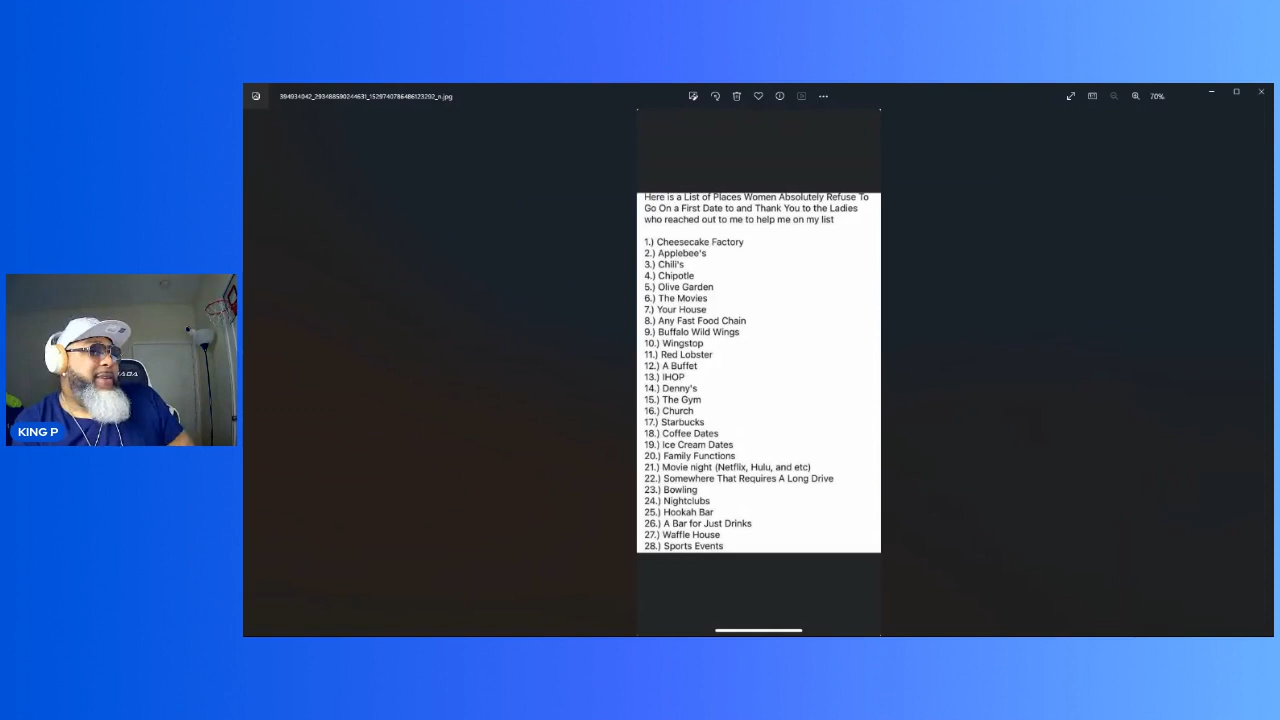 394934042_293488590244631_1529740786486123292_n.jpg
70%
Here is a List of Places Women Absolutely Refuse To
Go On a First Date to and Thank You to the Ladies
who reached out to me to help me on my list
1.) Cheesecake Factory
2.) Applebee's
3.) Chili's
4.) Chipotle
5.) Olive Garden
6.) The Movies
7.) Your House
8.) Any Fast Food Chain
9.) Buffalo Wild Wings
10.) Wingstop
11.) Red Lobster
12.) A Buffet
13.) IHOP
14.) Denny's
15.) The Gym
16.) Church
17.) Starbucks
18.) Coffee Dates
19.) Ice Cream Dates
20.) Family Functions
21.) Movie night (Netflix, Hulu, and etc)
22.) Somewhere That Requires A Long Drive
23.) Bowling
24.) Nightclubs
25.) Hookah Bar
26.) A Bar for Just Drinks
27.) Waffle House
28.) Sports Events
KING P